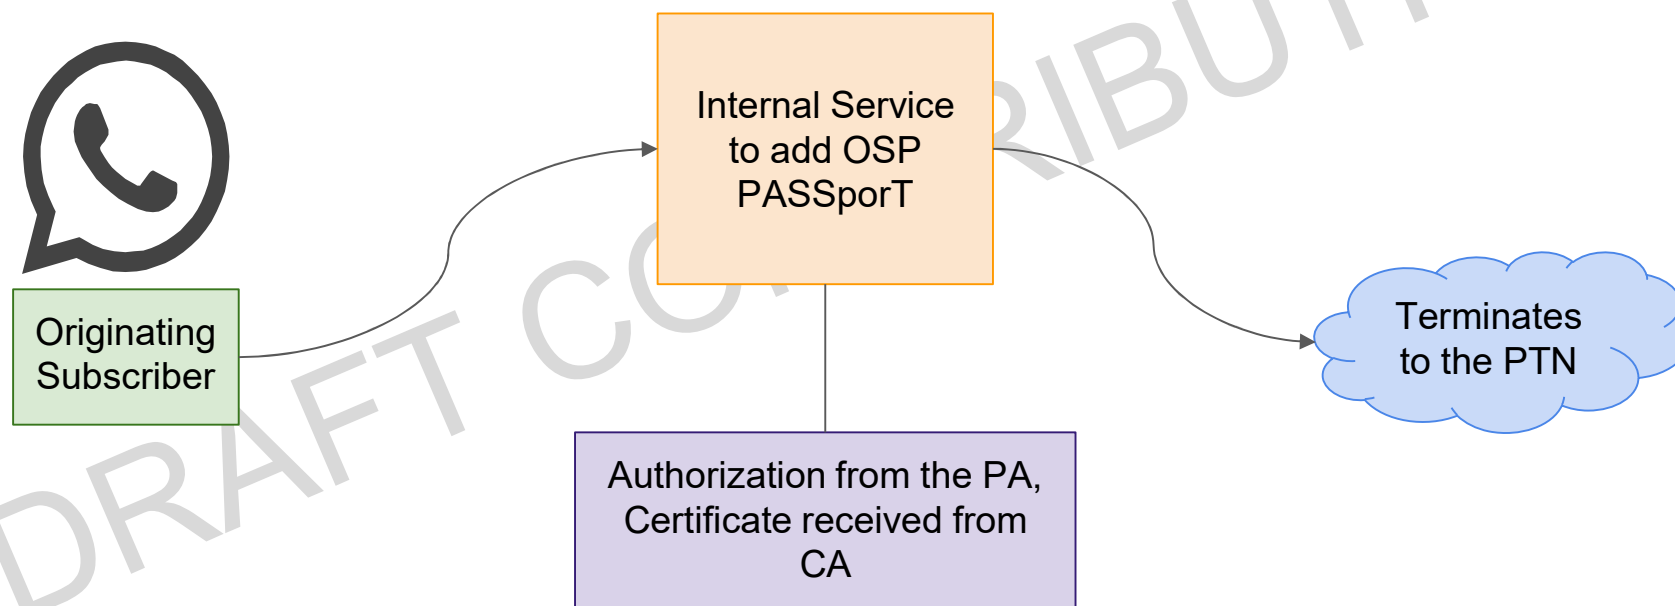 Internal Service
to add OSP
PASSporT
Originating
Subscriber
Terminates
to the PTN
Authorization from the PA,
Certificate received from
CA
DRAFT